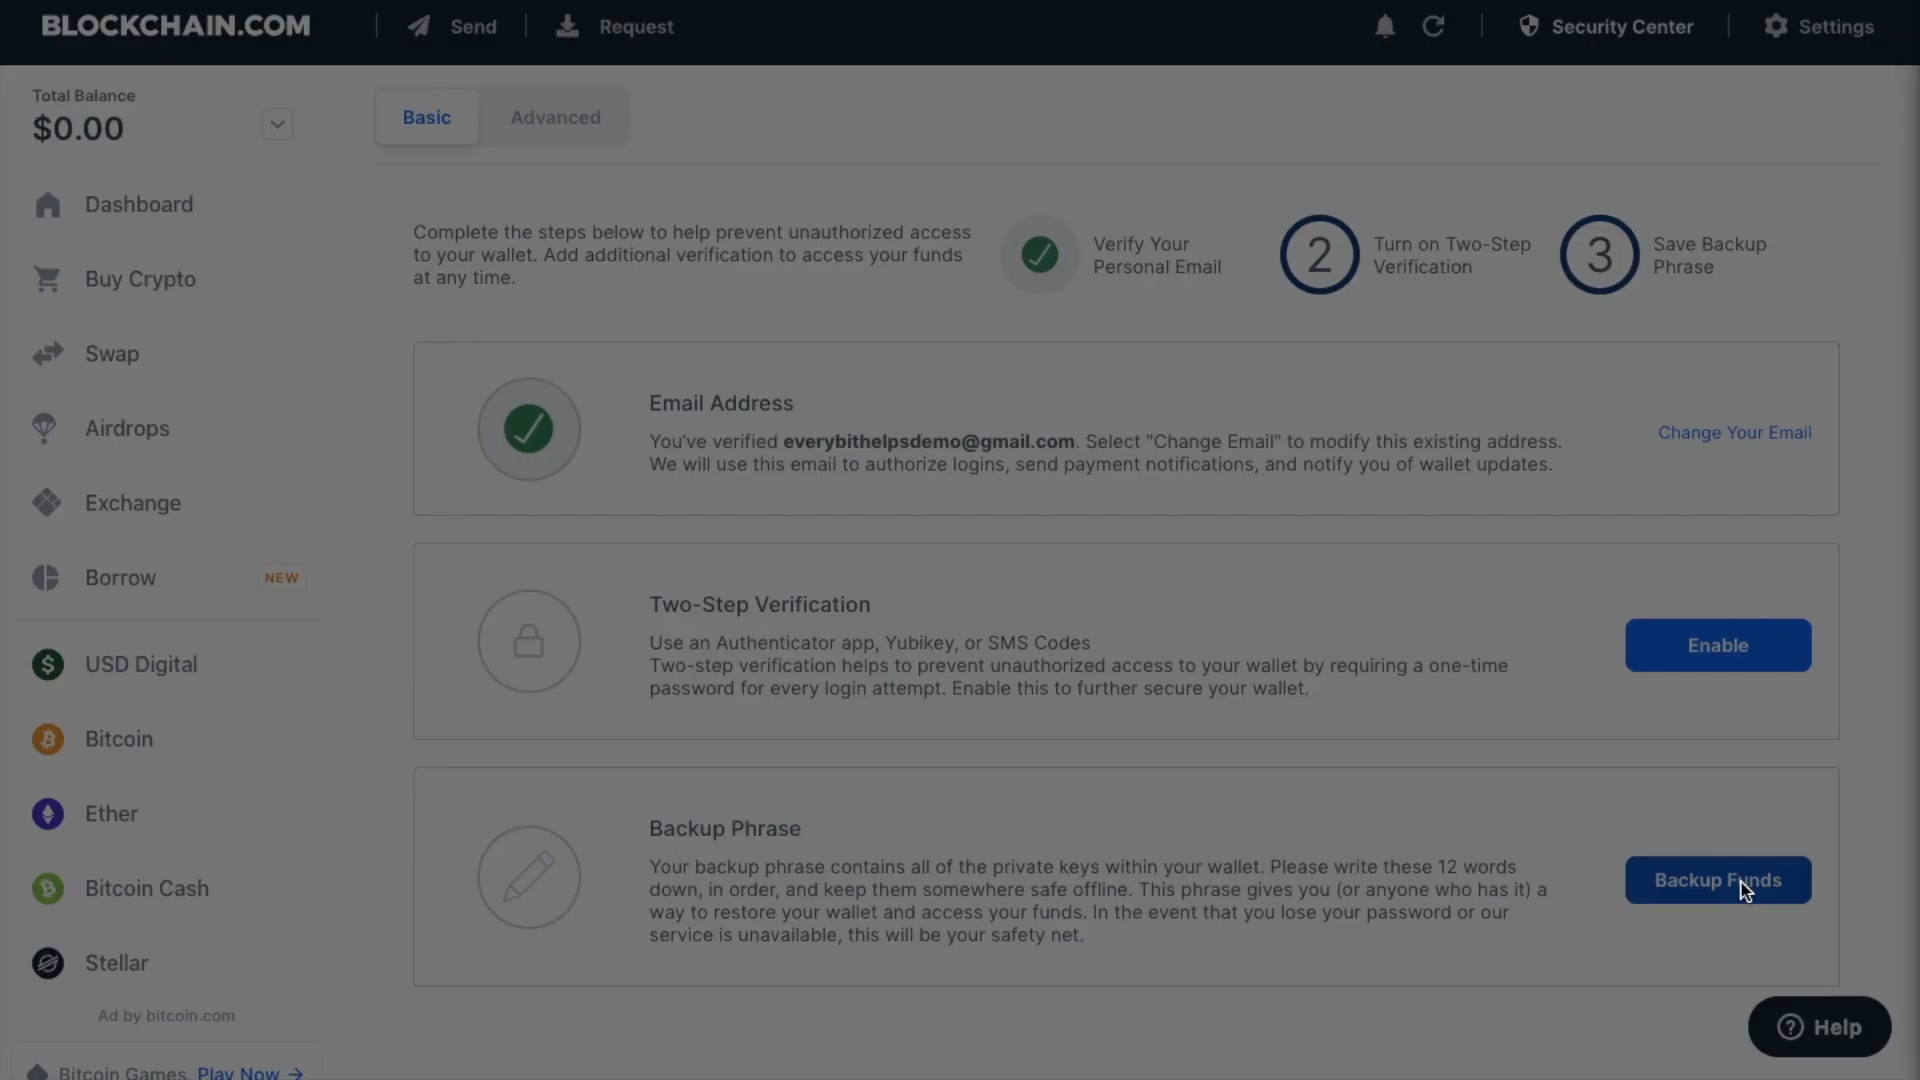 BLOCKCHAIN.COM
Send
Request
Security Center
Settings
Total Balance
$0.00
Basic
Advanced
Dashboard
Buy Crypto
Swap
Airdrops
Exchange
Borrow
NEW
USD Digital
Bitcoin
Ether
Bitcoin Cash
Stellar
Ad by bitcoin.com
Bitcoin Games. Play Now →
Complete the steps below to help prevent unauthorized access
to your wallet. Add additional verification to access your funds
at any time.
Verify Your
Personal Email
2
Turn on Two-Step
Verification
3
Save Backup
Phrase
Email Address
You've verified everybithelpsdemo@gmail.com. Select "Change Email" to modify this existing address.
We will use this email to authorize logins, send payment notifications, and notify you of wallet updates.
Change Your Email
Two-Step Verification
Use an Authenticator app, Yubikey, or SMS Codes
Two-step verification helps to prevent unauthorized access to your wallet by requiring a one-time
password for every login attempt. Enable this to further secure your wallet.
Enable
Backup Phrase
Your backup phrase contains all of the private keys within your wallet. Please write these 12 words
down, in order, and keep them somewhere safe offline. This phrase gives you (or anyone who has it) a
way to restore your wallet and access your funds. In the event that you lose your password or our
service is unavailable, this will be your safety net.
Backup Funds
Help